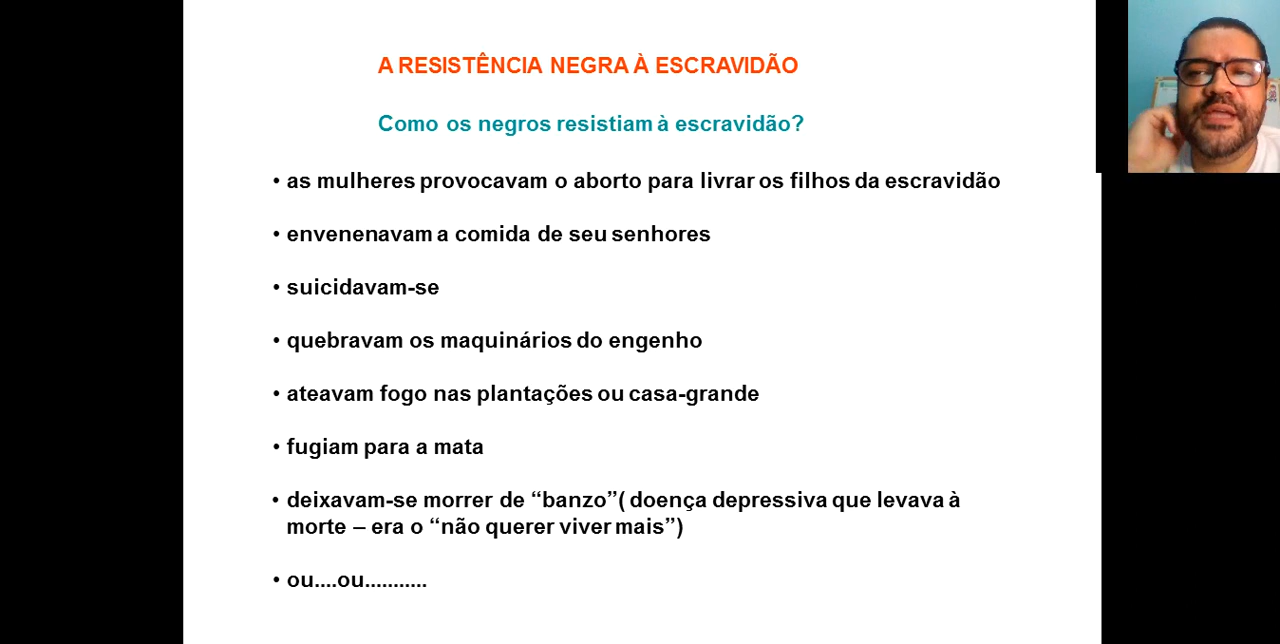 A RESISTÊNCIA NEGRA À ESCRAVIDÃO
Como os negros resistiam à escravidão?
• as mulheres provocavam o aborto para livrar os filhos da escravidão
• envenenavam a comida de seu senhores
• suicidavam-se
• quebravam os maquinários do engenho
• ateavam fogo nas plantações ou casa-grande
• fugiam para a mata
• deixavam-se morrer de “banzo”( doença depressiva que levava à
morte – era o “não querer viver mais”)
• ou....ou...........